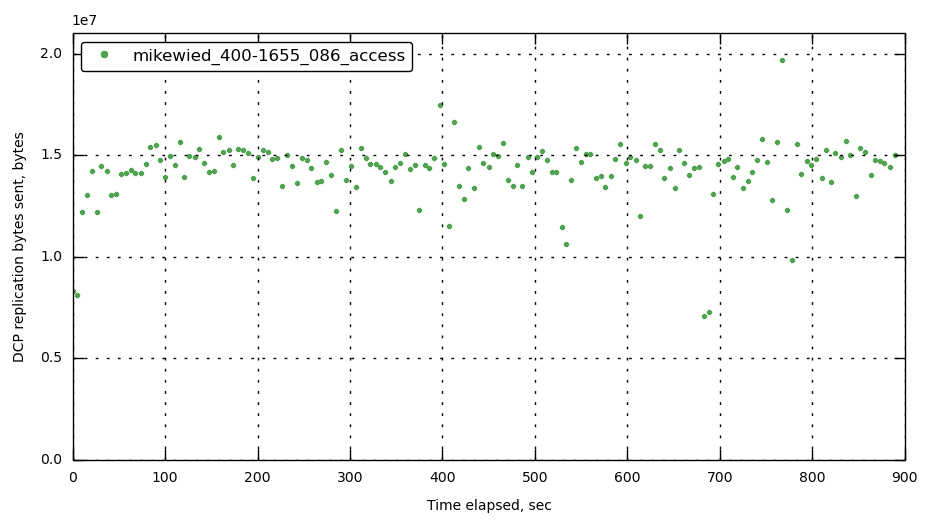 1e7
mikewied_400-1655_086_access
2.0
1.5
1.0
0.5
0.0
DCP replication bytes sent, bytes
0 100 200 300 400 500 600 700 800 900
Time elapsed, sec